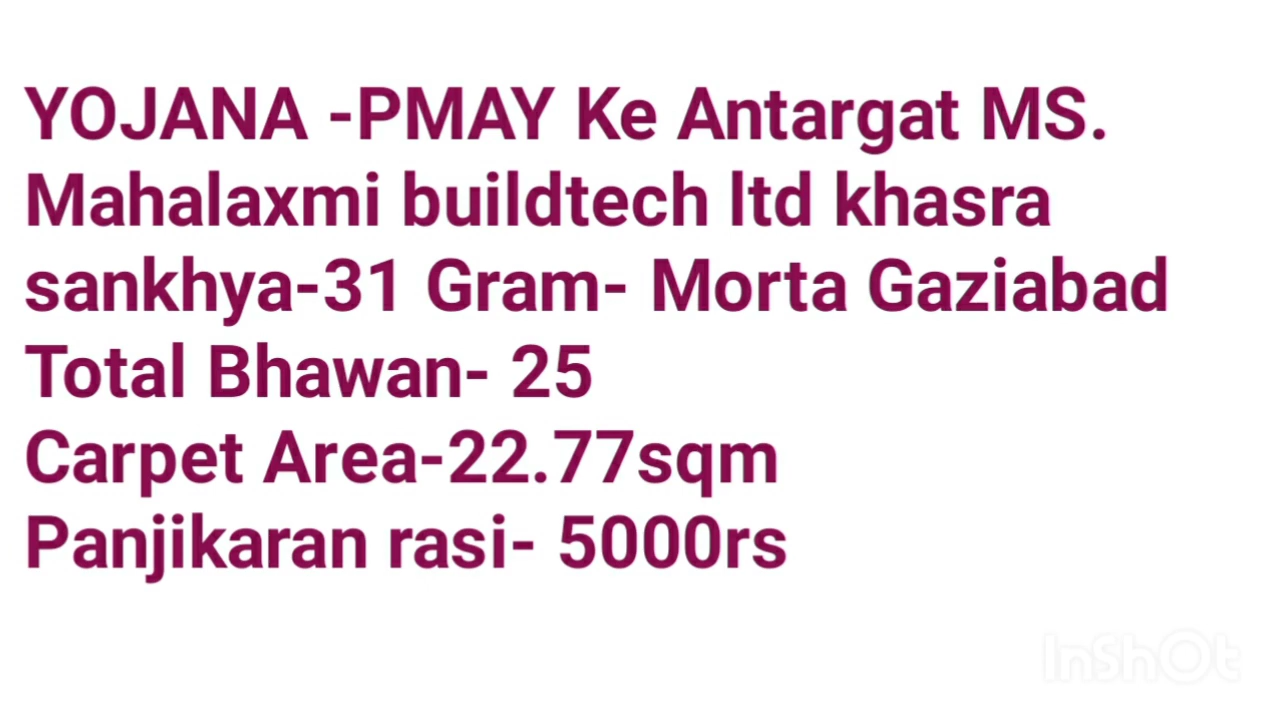 YOJANA -PMAY Ke Antargat MS.
Mahalaxmi buildtech ltd khasra
sankhya-31 Gram- Morta Gaziabad
Total Bhawan- 25
Carpet Area-22.77sqm
Panjikaran rasi- 5000rs
InShOt